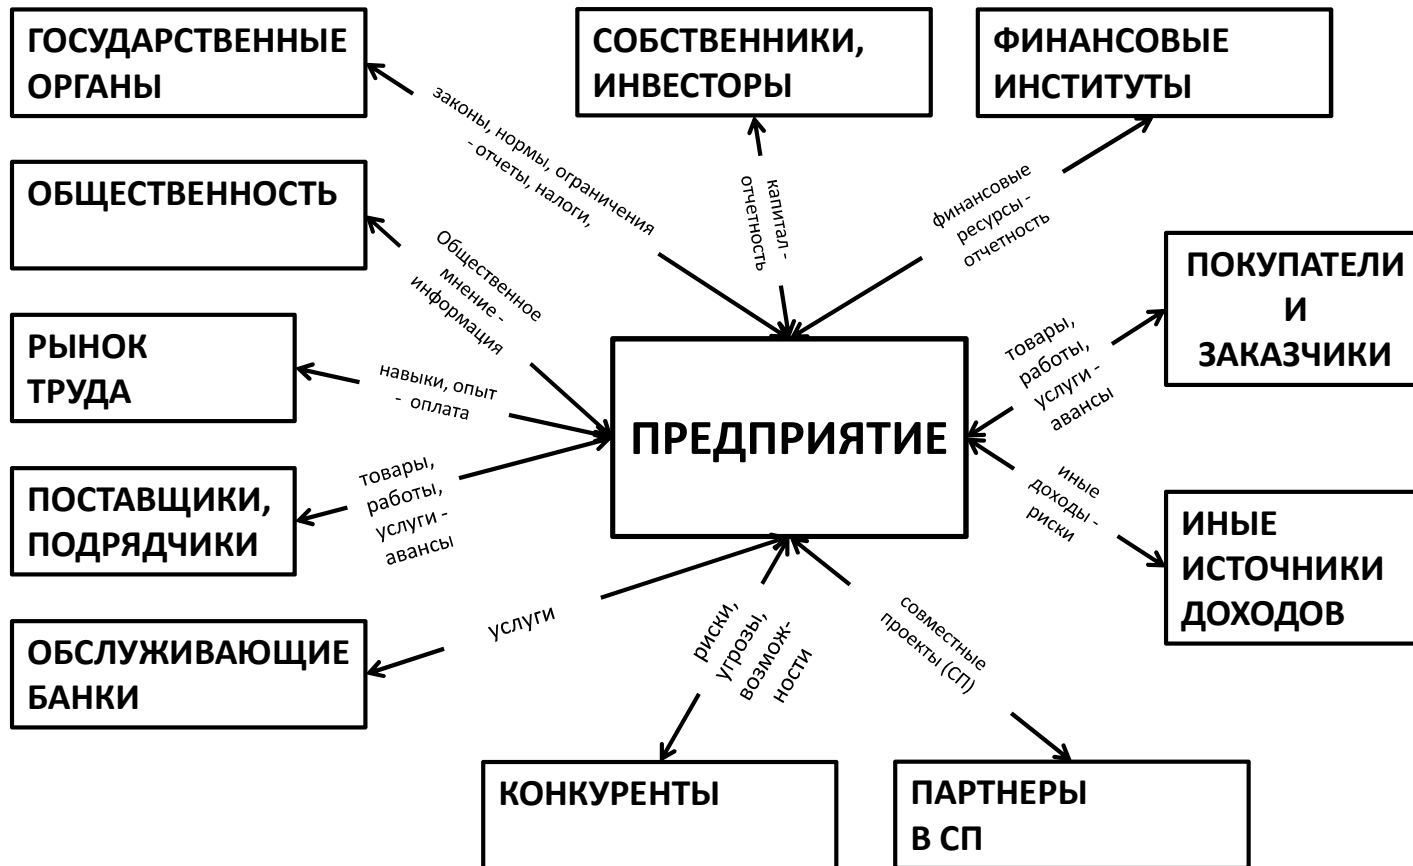 ГОСУДАРСТВЕННЫЕ
ОРГАНЫ
СОБСТВЕННИКИ,
ИНВЕСТОРЫ
ФИНАНСОВЫЕ
ИНСТИТУТЫ
законы, нормы, ограничения
- отчеты, налоги,
капитал -
отчетность
финансовые
ресурсы -
отчетность
ОБЩЕСТВЕННОСТЬ
Общественное
мнение -
информация
ПОКУПАТЕЛИ
И
ЗАКАЗЧИКИ
товары,
работы,
услуги -
авансы
РЫНОК
ТРУДА
навыки, опыт
- оплата
ПРЕДПРИЯТИЕ
ПОСТАВЩИКИ,
ПОДРЯДЧИКИ
товары,
работы,
услуги -
авансы
иные
доходы -
риски
ИНЫЕ
ИСТОЧНИКИ
ДОХОДОВ
ОБСЛУЖИВАЮЩИЕ
БАНКИ
услуги
риски,
угрозы,
возмож-
ности
совместные
проекты (СП)
КОНКУРЕНТЫ
ПАРТНЕРЫ
В СП